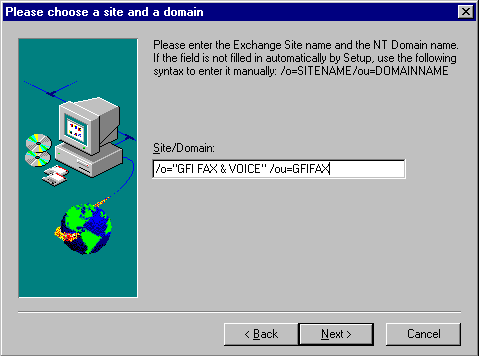 Please choose a site and a domain
Please enter the Exchange Site name and the NT Domain name.
If the field is not filled in automatically by Setup, use the following
syntax to enter it manually: /o=SITENAME/ou=DOMAINNAME
Site/Domain:
/o="GFI FAX & VOICE" /ou=GFIFAX
< Back
Next >
Cancel